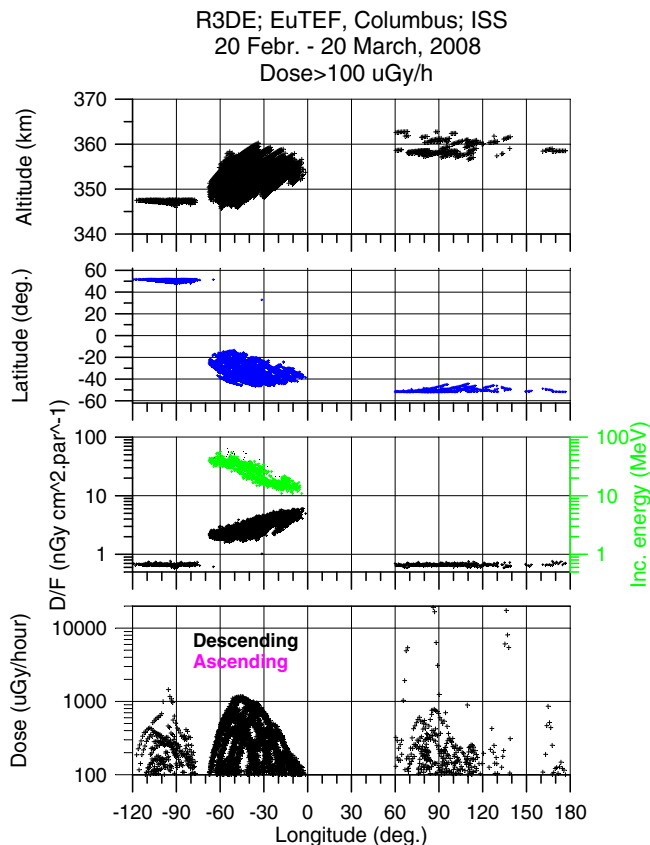 R3DE; EuTEF, Columbus; ISS
20 Febr. - 20 March, 2008
Dose>100 uGy/h
Altitude (km)
370
360
350
340
Latitude (deg.)
60
40
20
0
-20
-40
-60
D/F (nGy cm^2.par^-1)
100
10
1
Inc. energy (MeV)
100
10
1
Dose (uGy/hour)
10000
1000
100
Descending
Ascending
-120 -90 -60 -30 0 30 60 90 120 150 180
Longitude (deg.)